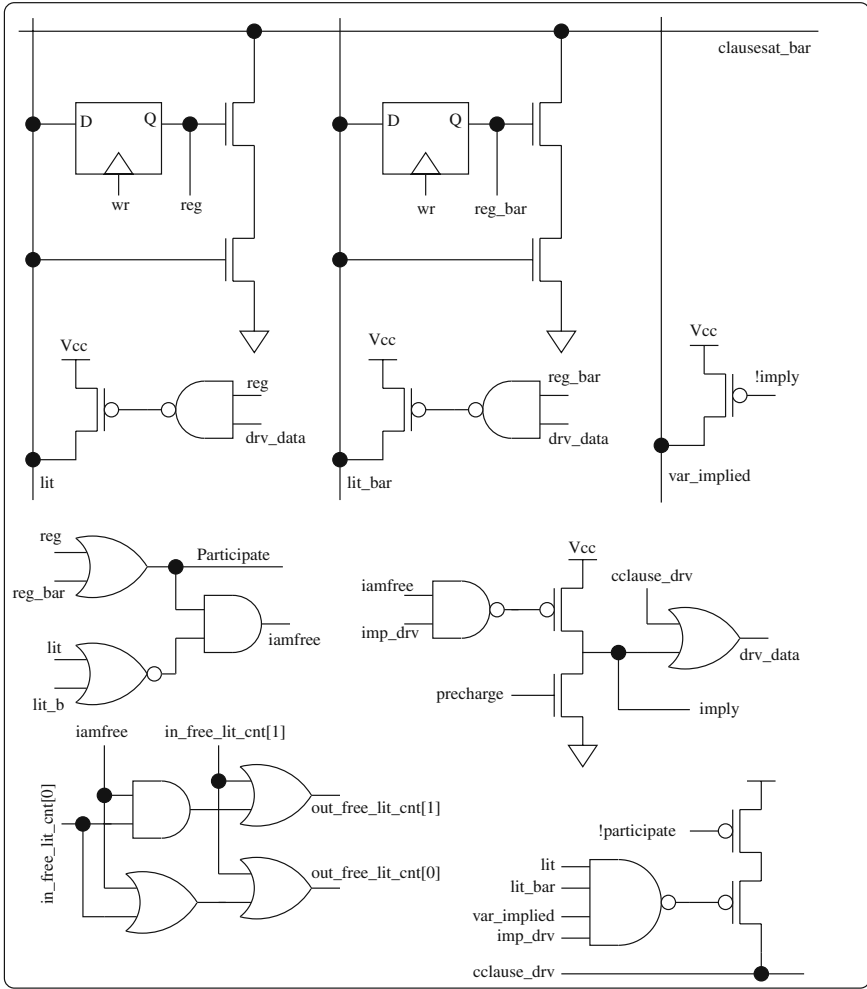 clausesat_bar
D Q
wr
reg
D Q
wr
reg_bar
Vcc
reg
drv_data
lit
Vcc
reg_bar
drv_data
lit_bar
Vcc
!imply
var_implied
reg
reg_bar
Participate
lit
lit_b
iamfree
iamfree
imp_drv
Vcc
cclause_drv
drv_data
precharge
imply
iamfree
in_free_lit_cnt[1]
in_free_lit_cnt[0]
out_free_lit_cnt[1]
out_free_lit_cnt[0]
!participate
lit
lit_bar
var_implied
imp_drv
cclause_drv